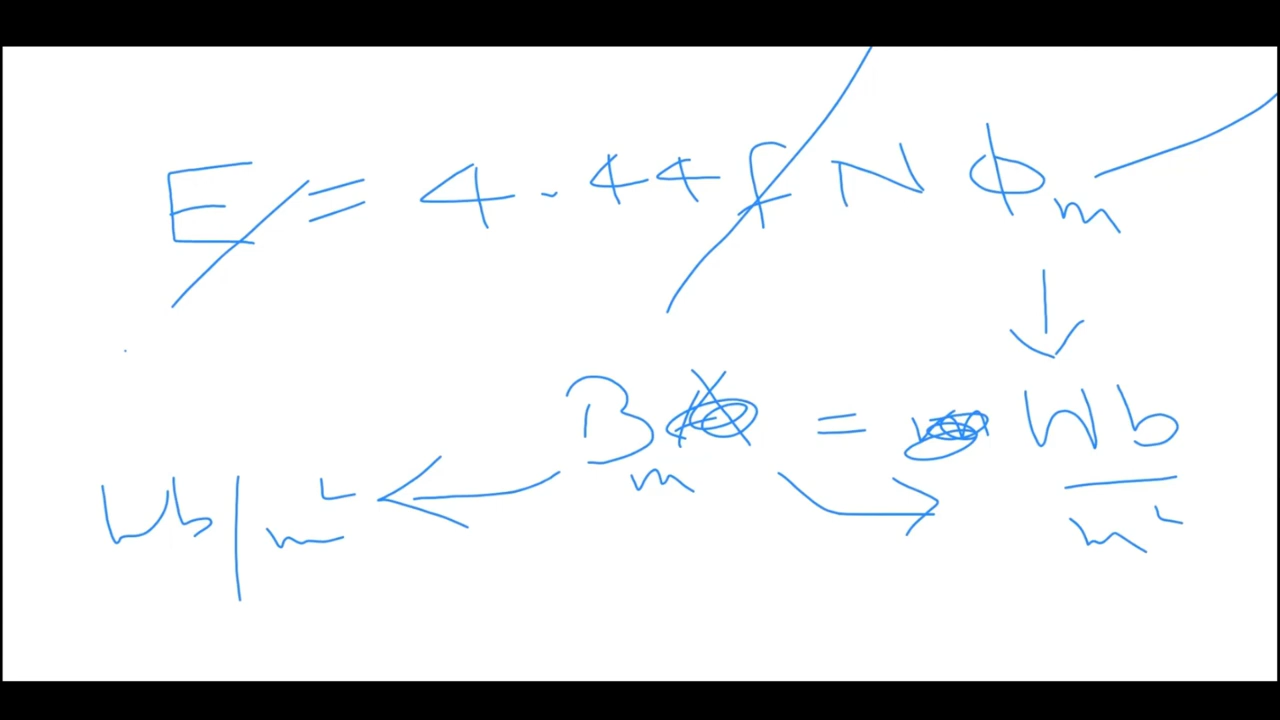 E = 4.44 f N Φm
Bm = Wb/m²
Wb/m²